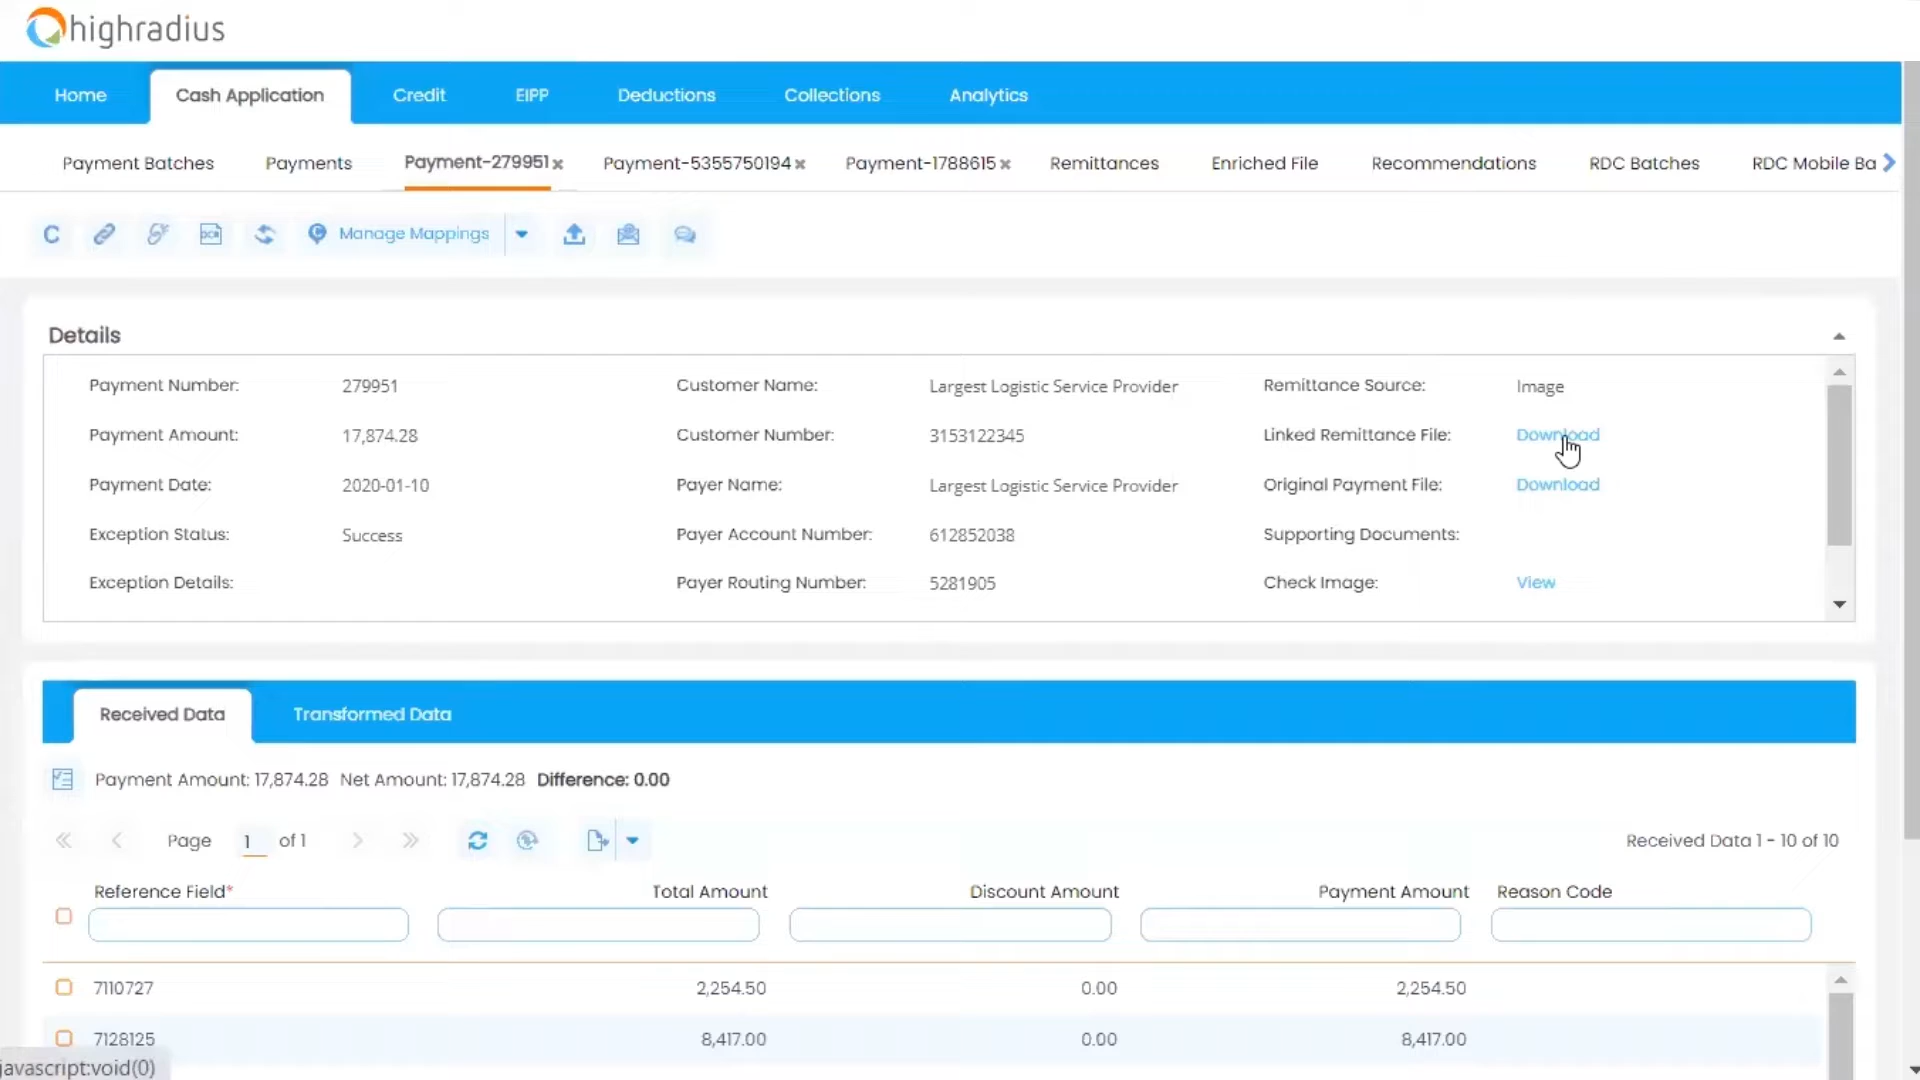 highradius
Home Cash Application Credit EIPP Deductions Collections Analytics
Payment Batches Payments Payment-279951 Payment-5355750194 Payment-1788615 Remittances Enriched File Recommendations RDC Batches RDC Mobile Ba
C OCR Manage Mappings
Details
Payment Number: 279951 Customer Name: Largest Logistic Service Provider Remittance Source: Image
Payment Amount: 17,874.28 Customer Number: 3153122345 Linked Remittance File: Download
Payment Date: 2020-01-10 Payer Name: Largest Logistic Service Provider Original Payment File: Download
Exception Status: Success Payer Account Number: 612852038 Supporting Documents:
Exception Details: Payer Routing Number: 5281905 Check Image: View
Received Data Transformed Data
Payment Amount: 17,874.28 Net Amount: 17,874.28 Difference: 0.00
Page 1 of 1 Received Data 1 - 10 of 10
Reference Field* Total Amount Discount Amount Payment Amount Reason Code
7110727 2,254.50 0.00 2,254.50
7128125 8,417.00 0.00 8,417.00
javascript:void(0)